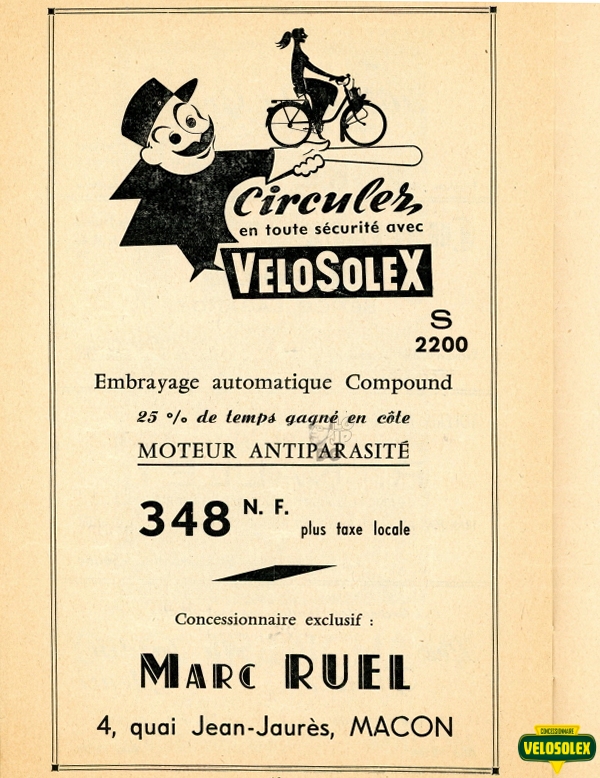 Circulez
en toute sécurité avec
VELOSOLEX
S
2200
Embrayage automatique Compound
25 % de temps gagné en côte
MOTEUR ANTIPARASITÉ
348 N. F. plus taxe locale
Concessionnaire exclusif :
MARC RUEL
4, quai Jean-Jaurès, MACON
CONCESSIONNAIRE
VELOSOLEX